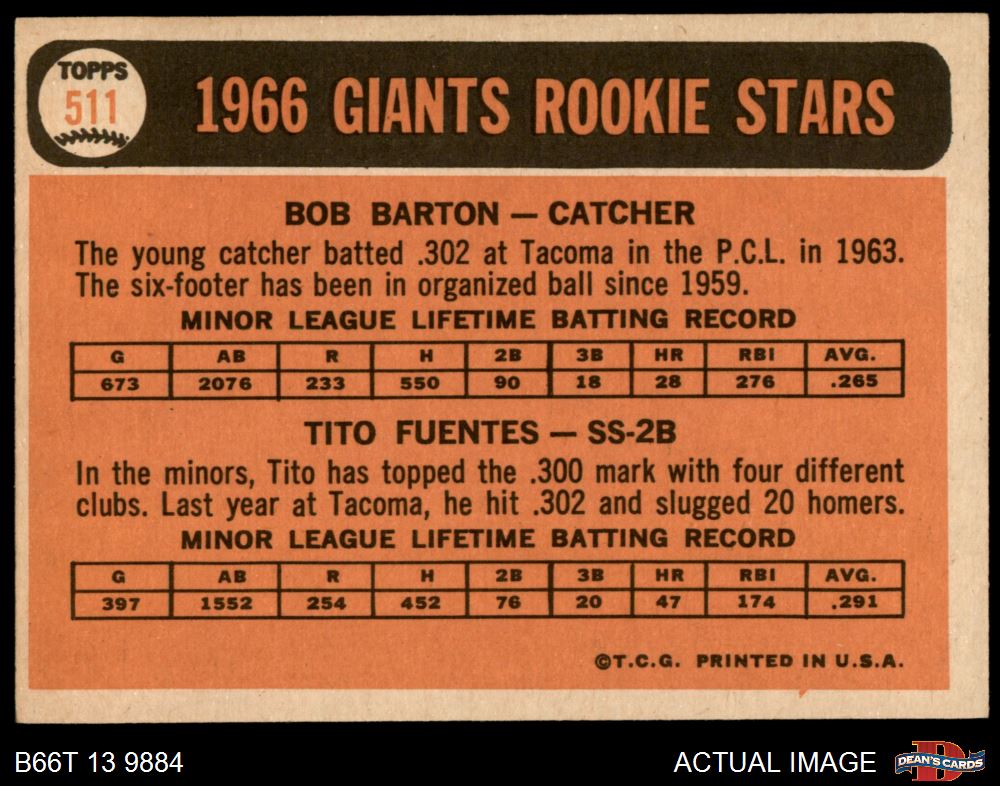 TOPPS
511
1966 GIANTS ROOKIE STARS
BOB BARTON — CATCHER
The young catcher batted .302 at Tacoma in the P.C.L. in 1963.
The six-footer has been in organized ball since 1959.
MINOR LEAGUE LIFETIME BATTING RECORD
G AB R H 2B 3B HR RBI AVG.
673 2076 233 550 90 18 28 276 .265
TITO FUENTES — SS-2B
In the minors, Tito has topped the .300 mark with four different
clubs. Last year at Tacoma, he hit .302 and slugged 20 homers.
MINOR LEAGUE LIFETIME BATTING RECORD
G AB R H 2B 3B HR RBI AVG.
397 1552 254 452 76 20 47 174 .291
©T.C.G. PRINTED IN U.S.A.
B66T 13 9884
ACTUAL IMAGE
D
DEAN'S CARDS